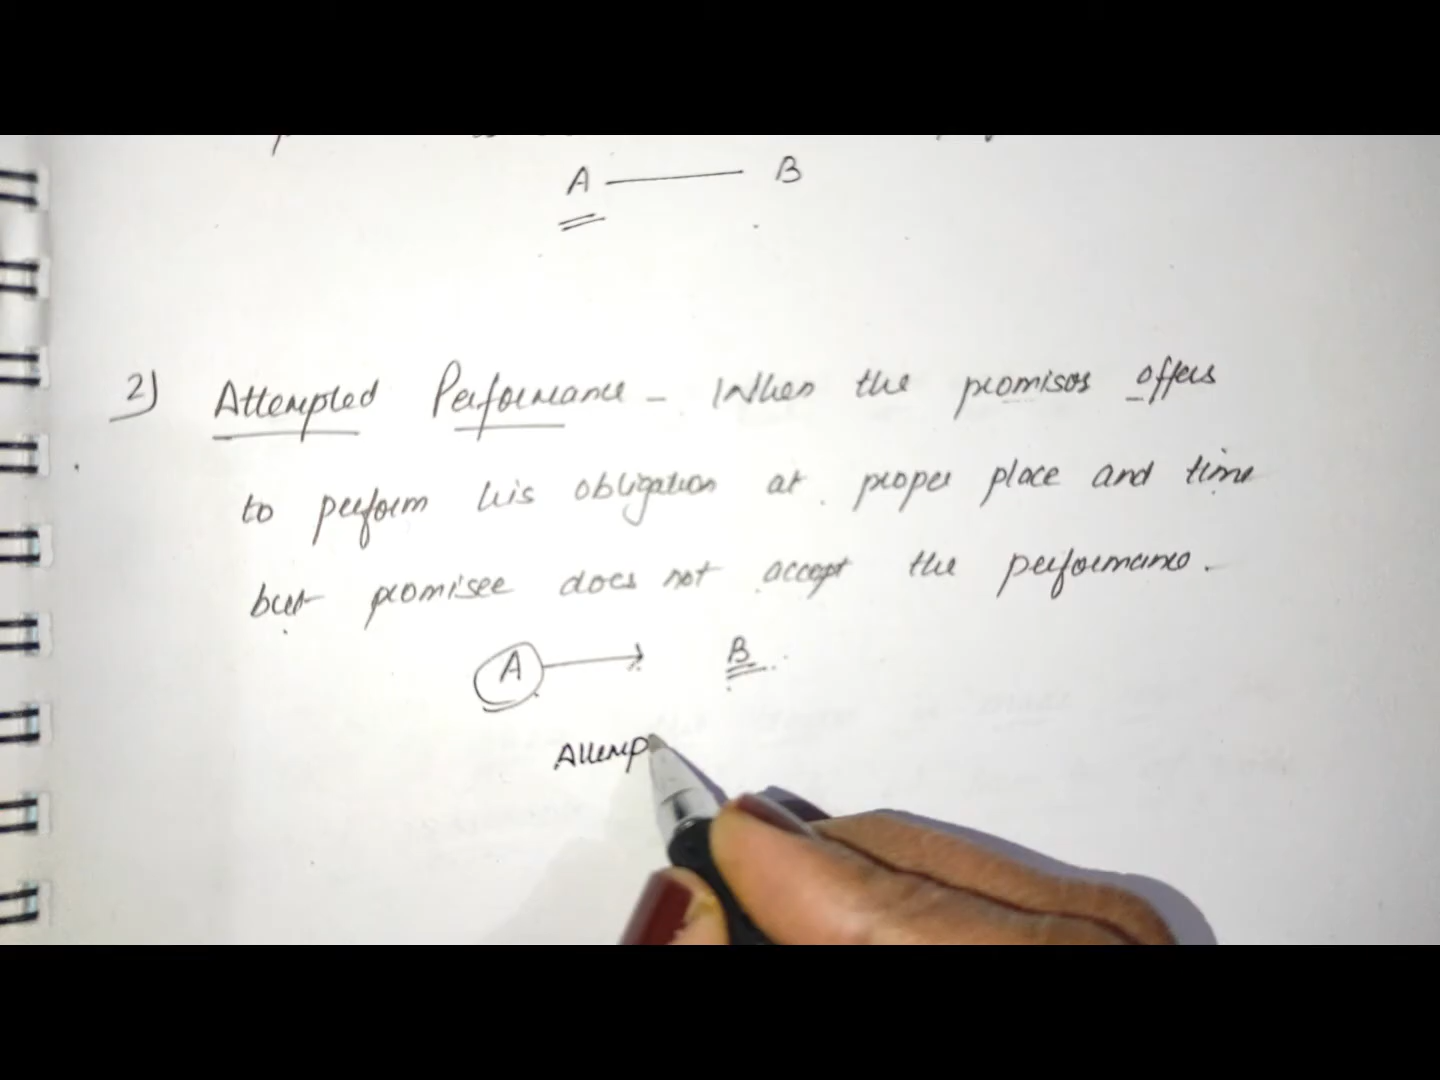 A B
2) Attempted Performance - When the promisor offers
to perform his obligation at proper place and time
but promisee does not accept the performance.
A B
Attemp